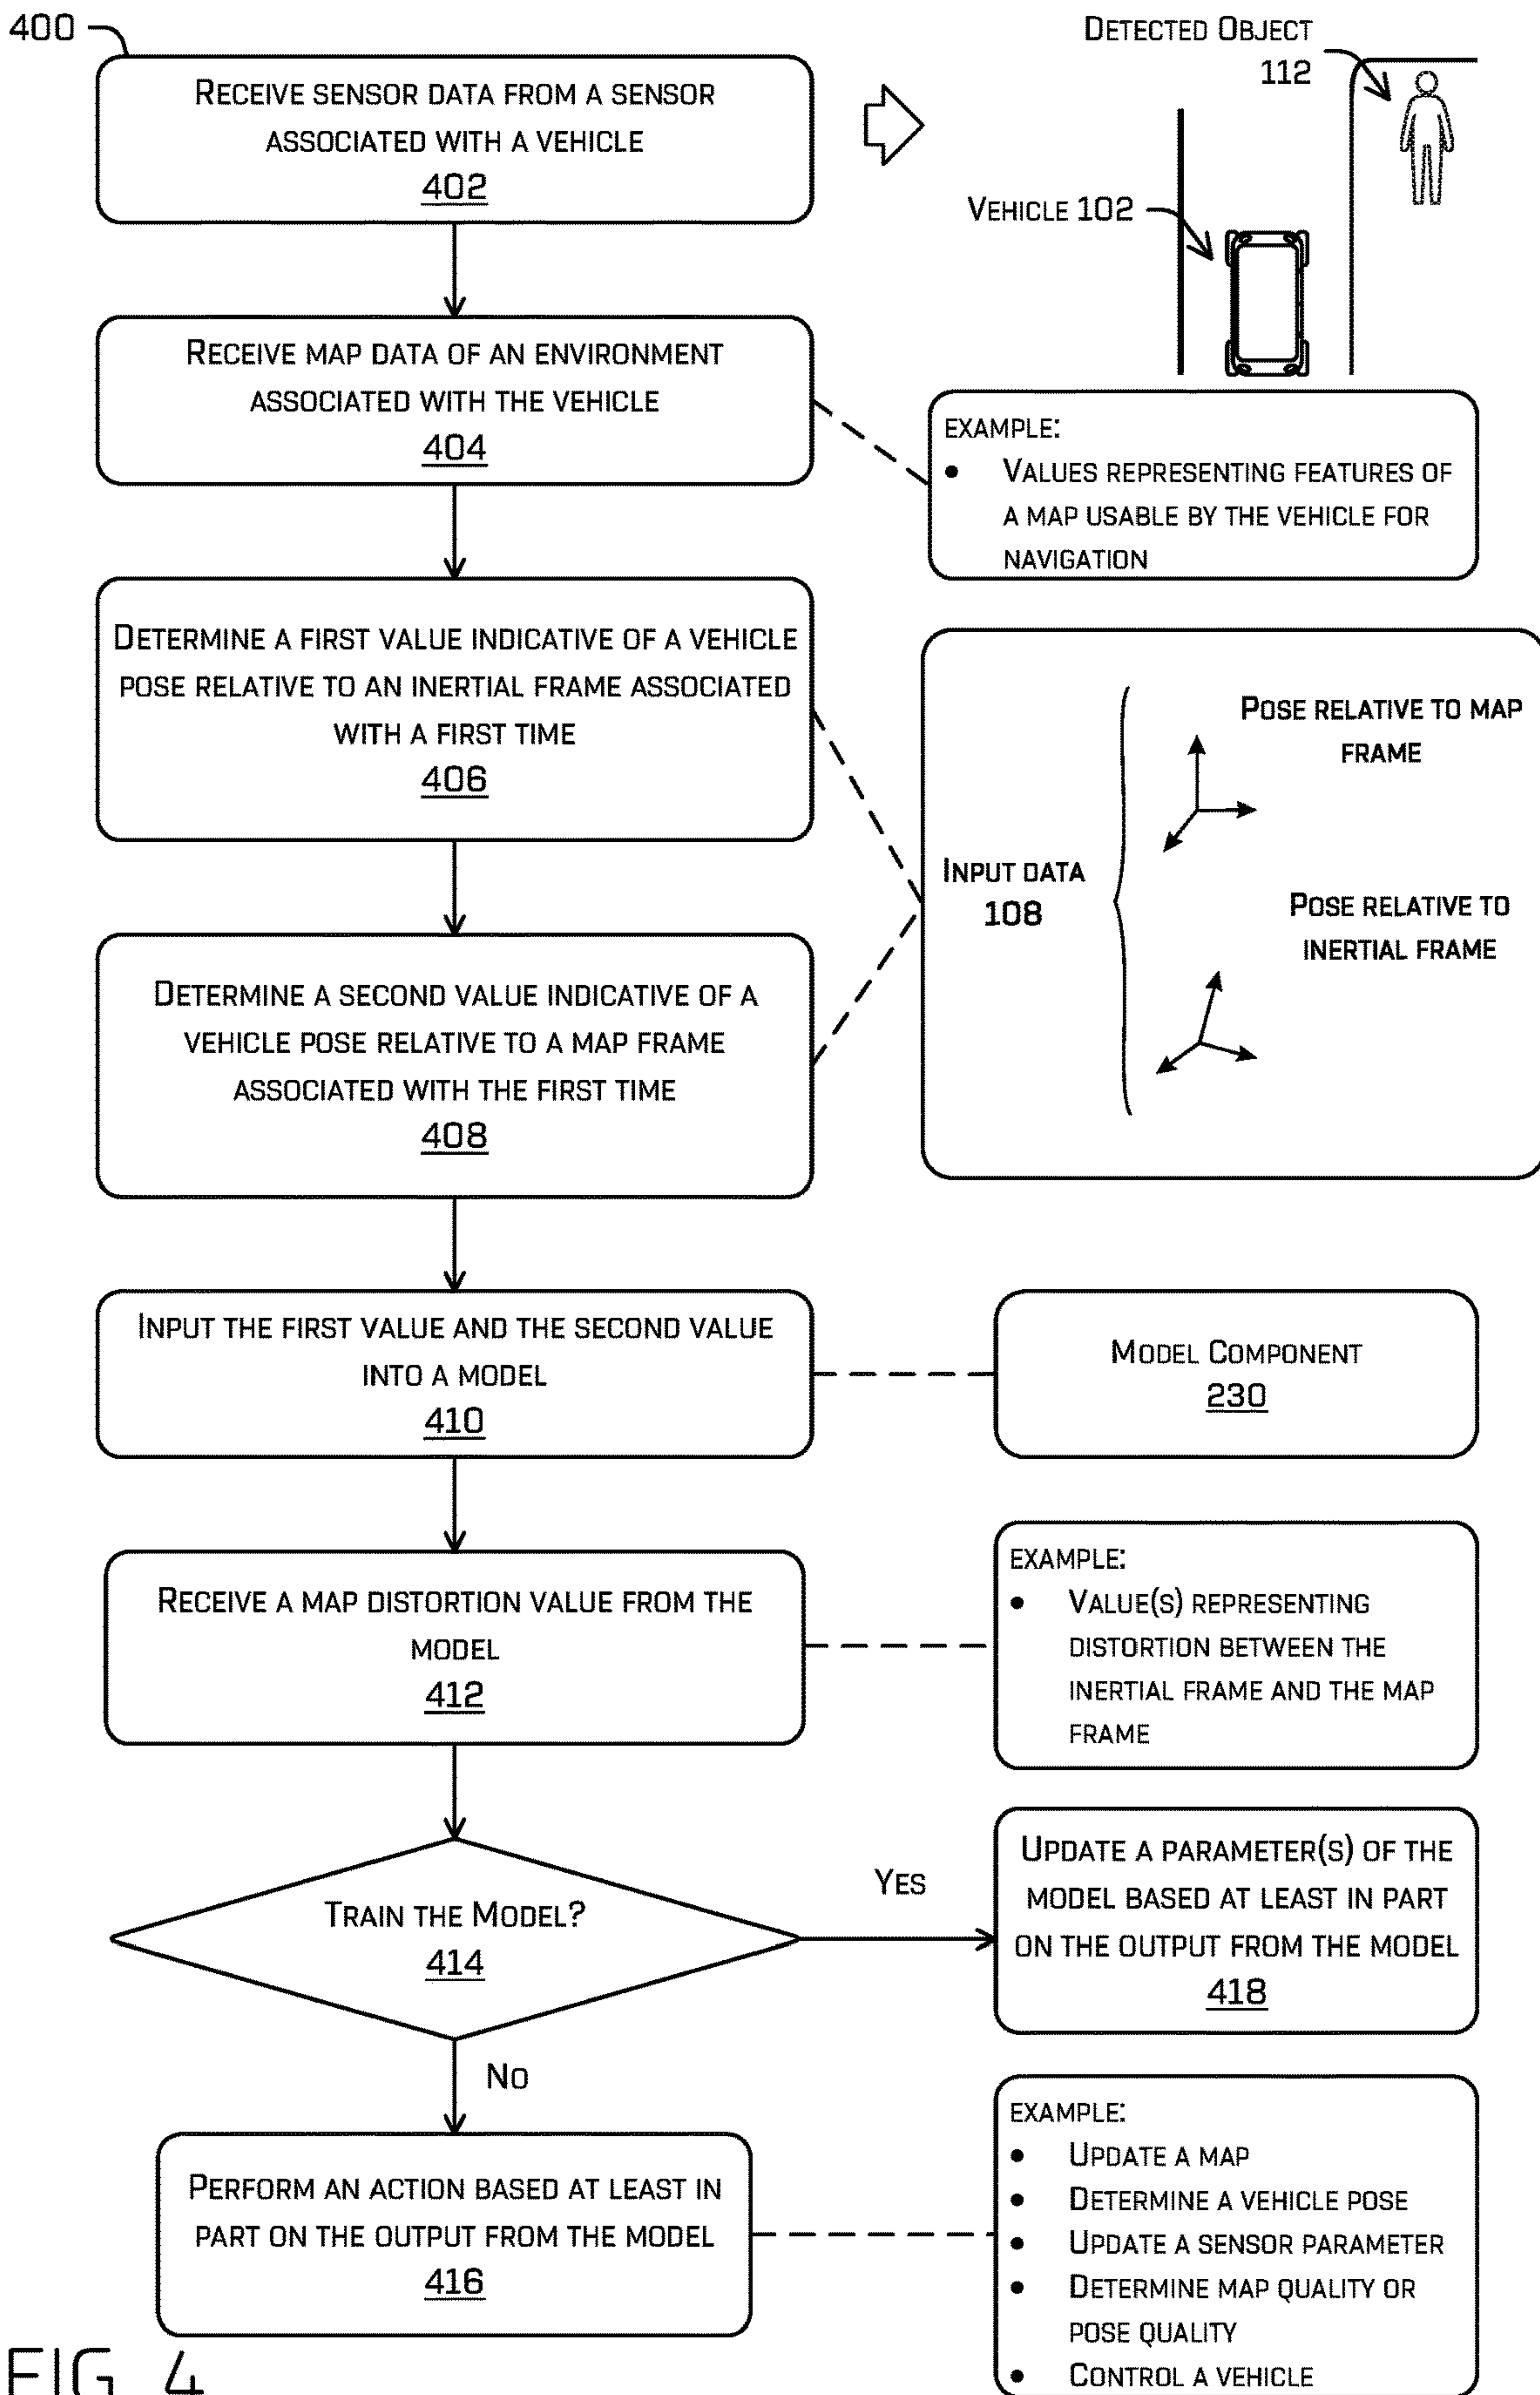 400
RECEIVE SENSOR DATA FROM A SENSOR
ASSOCIATED WITH A VEHICLE
402
DETECTED OBJECT
112
VEHICLE 102
RECEIVE MAP DATA OF AN ENVIRONMENT
ASSOCIATED WITH THE VEHICLE
404
EXAMPLE:
• VALUES REPRESENTING FEATURES OF
A MAP USABLE BY THE VEHICLE FOR
NAVIGATION
DETERMINE A FIRST VALUE INDICATIVE OF A VEHICLE
POSE RELATIVE TO AN INERTIAL FRAME ASSOCIATED
WITH A FIRST TIME
406
DETERMINE A SECOND VALUE INDICATIVE OF A
VEHICLE POSE RELATIVE TO A MAP FRAME
ASSOCIATED WITH THE FIRST TIME
408
INPUT DATA
108
POSE RELATIVE TO MAP
FRAME
POSE RELATIVE TO
INERTIAL FRAME
INPUT THE FIRST VALUE AND THE SECOND VALUE
INTO A MODEL
410
MODEL COMPONENT
230
RECEIVE A MAP DISTORTION VALUE FROM THE
MODEL
412
EXAMPLE:
• VALUE(S) REPRESENTING
DISTORTION BETWEEN THE
INERTIAL FRAME AND THE MAP
FRAME
TRAIN THE MODEL?
414
YES
UPDATE A PARAMETER(S) OF THE
MODEL BASED AT LEAST IN PART
ON THE OUTPUT FROM THE MODEL
418
NO
PERFORM AN ACTION BASED AT LEAST IN
PART ON THE OUTPUT FROM THE MODEL
416
EXAMPLE:
• UPDATE A MAP
• DETERMINE A VEHICLE POSE
• UPDATE A SENSOR PARAMETER
• DETERMINE MAP QUALITY OR
POSE QUALITY
• CONTROL A VEHICLE
FIG. 4